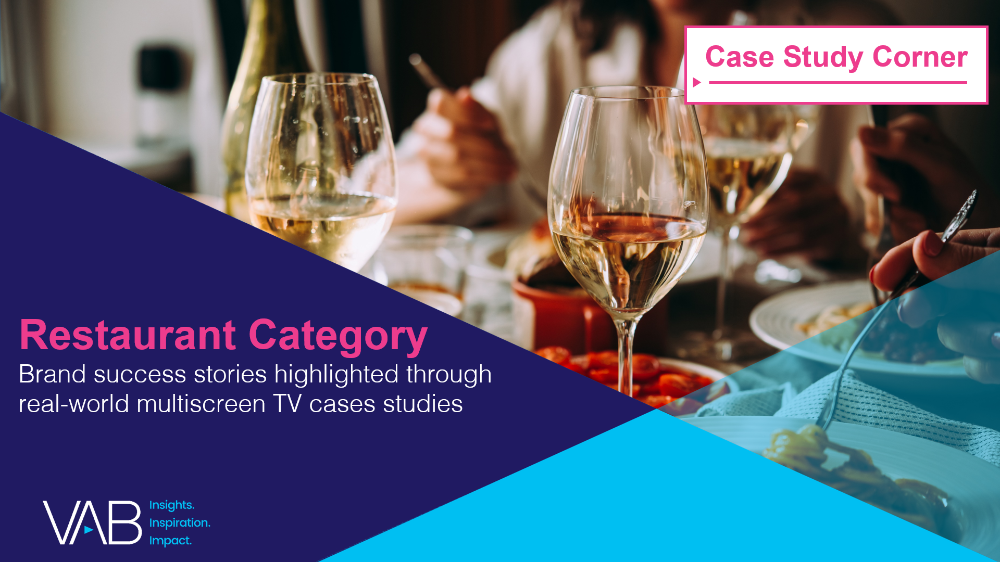 Case Study Corner
Restaurant Category
Brand success stories highlighted through
real-world multiscreen TV cases studies
VAB
Insights.
Inspiration.
Impact.